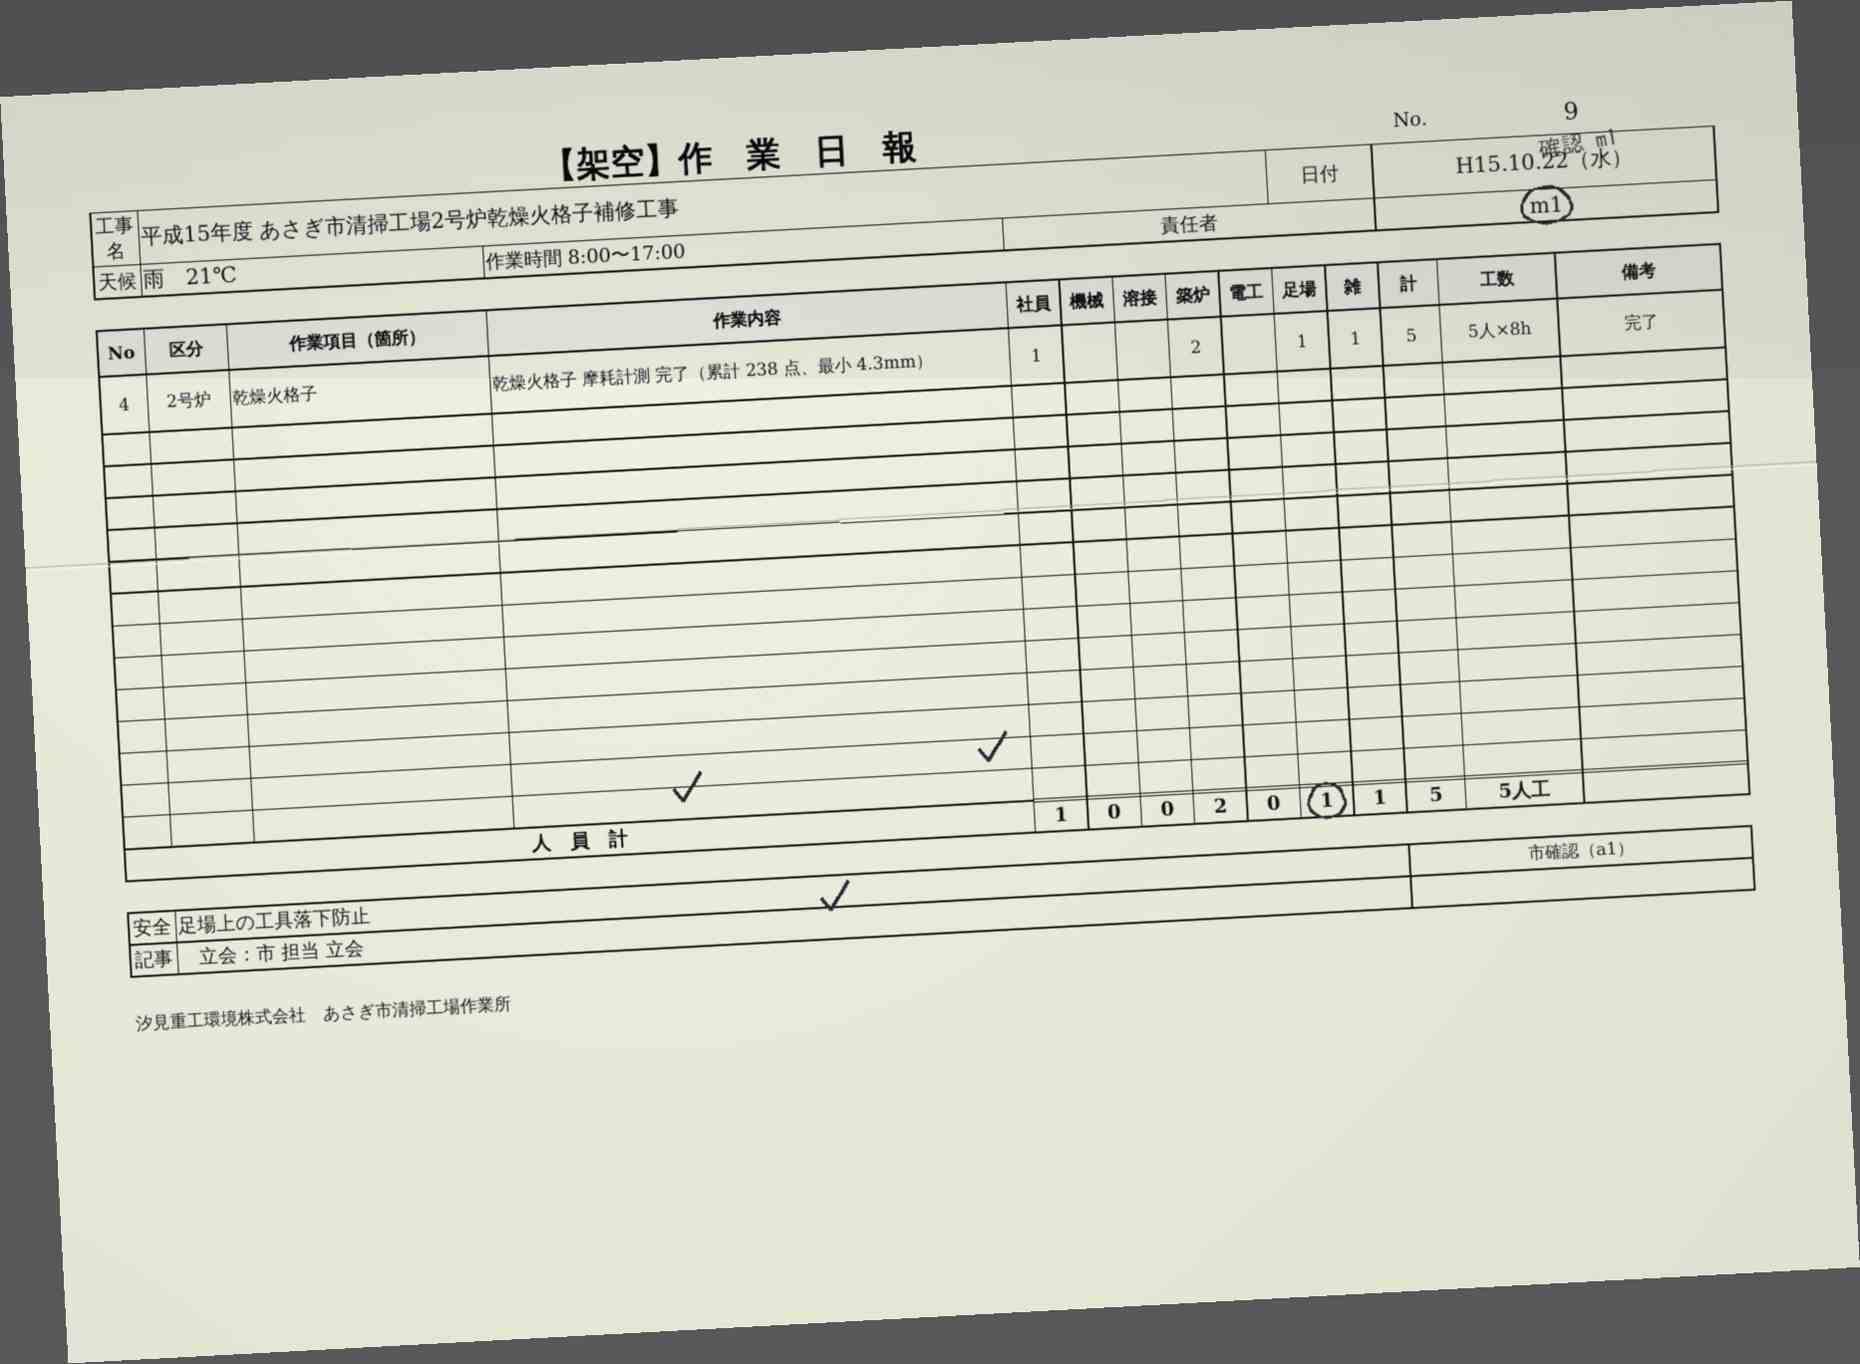 No. 9
【架空】作 業 日 報
確認 m1
工事名 平成15年度 あさぎ市清掃工場2号炉乾燥火格子補修工事 日付 H15.10.22（水）
天候 雨 21℃ 作業時間 8:00〜17:00 責任者 m1
No 区分 作業項目（箇所） 作業内容 社員 機械 溶接 築炉 電工 足場 雑 計 工数 備考
4 2号炉 乾燥火格子 乾燥火格子 摩耗計測 完了（累計 238 点、最小 4.3mm） 1 2 1 1 5 5人×8h 完了
人 員 計 1 0 0 2 0 1 1 5 5人工
市確認（a1）
安全 足場上の工具落下防止
記事 立会：市 担当 立会
汐見重工環境株式会社 あさぎ市清掃工場作業所